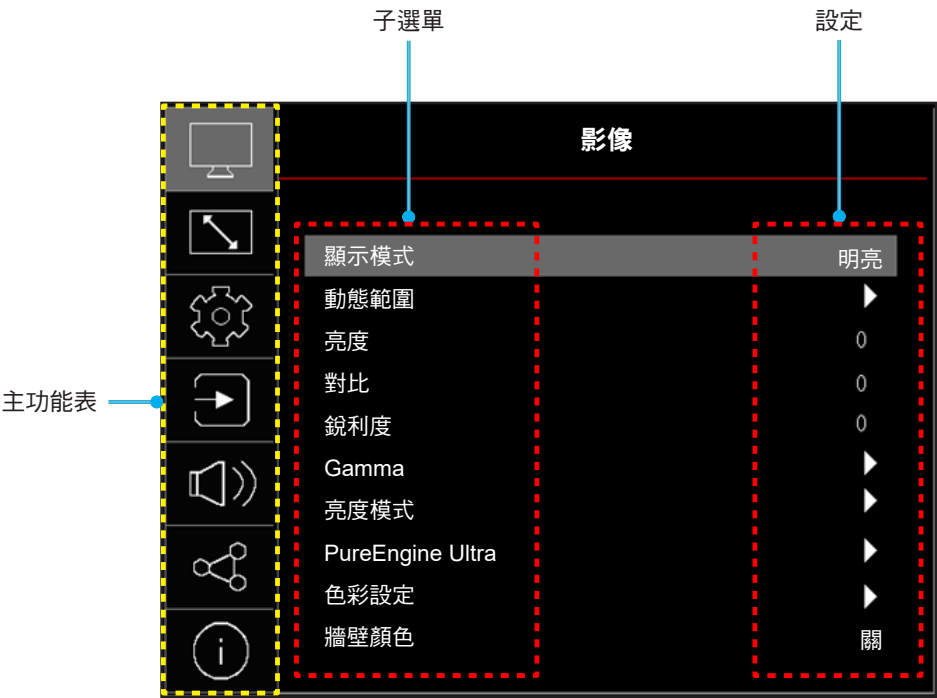 子選單
設定
影像
顯示模式 明亮
動態範圍
亮度 0
對比 0
銳利度 0
Gamma
亮度模式
PureEngine Ultra
色彩設定
牆壁顏色 關
主功能表
i